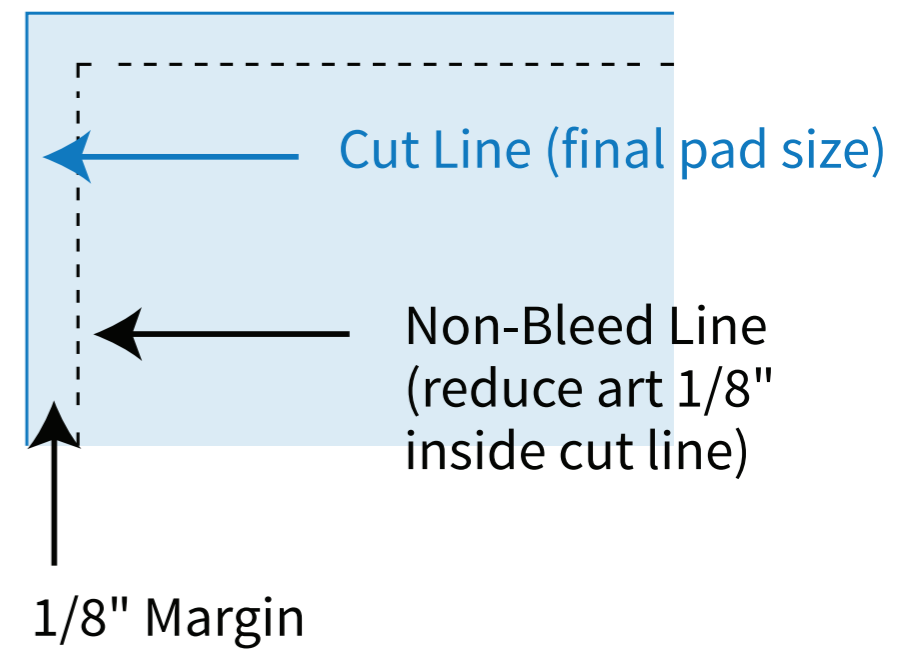 Cut Line (final pad size)
Non-Bleed Line
(reduce art 1/8"
inside cut line)
1/8" Margin